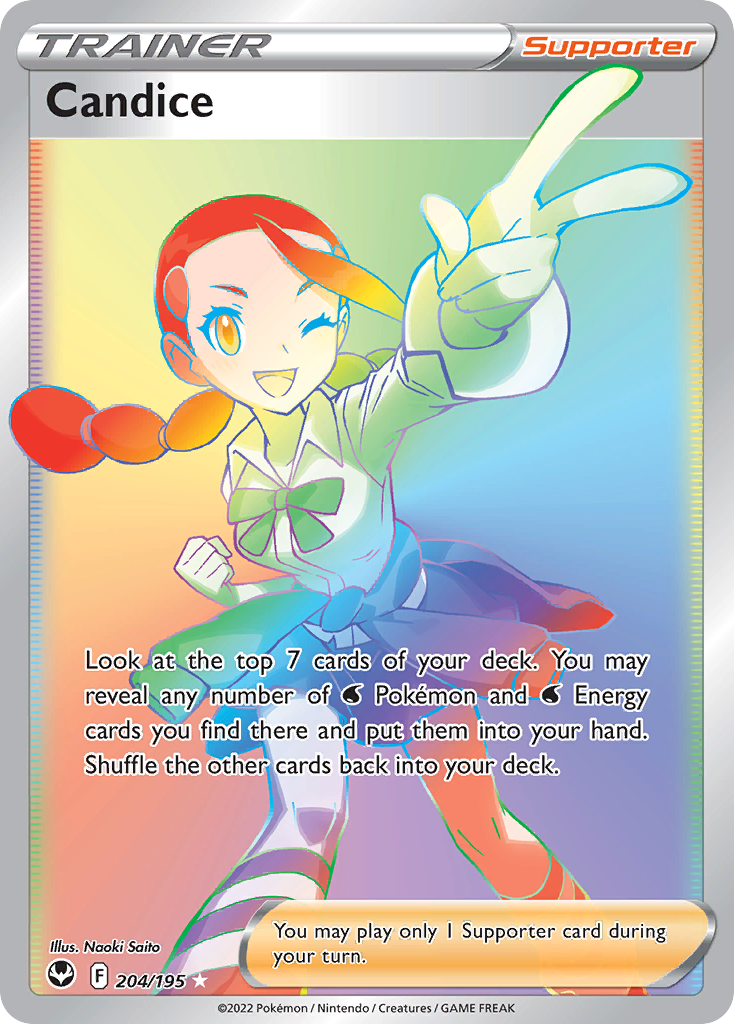 TRAINER
Supporter
Candice
Look at the top 7 cards of your deck. You may
reveal any number of Pokémon and Energy
cards you find there and put them into your hand.
Shuffle the other cards back into your deck.
You may play only 1 Supporter card during
your turn.
Illus. Naoki Saito
F 204/195
©2022 Pokémon / Nintendo / Creatures / GAME FREAK